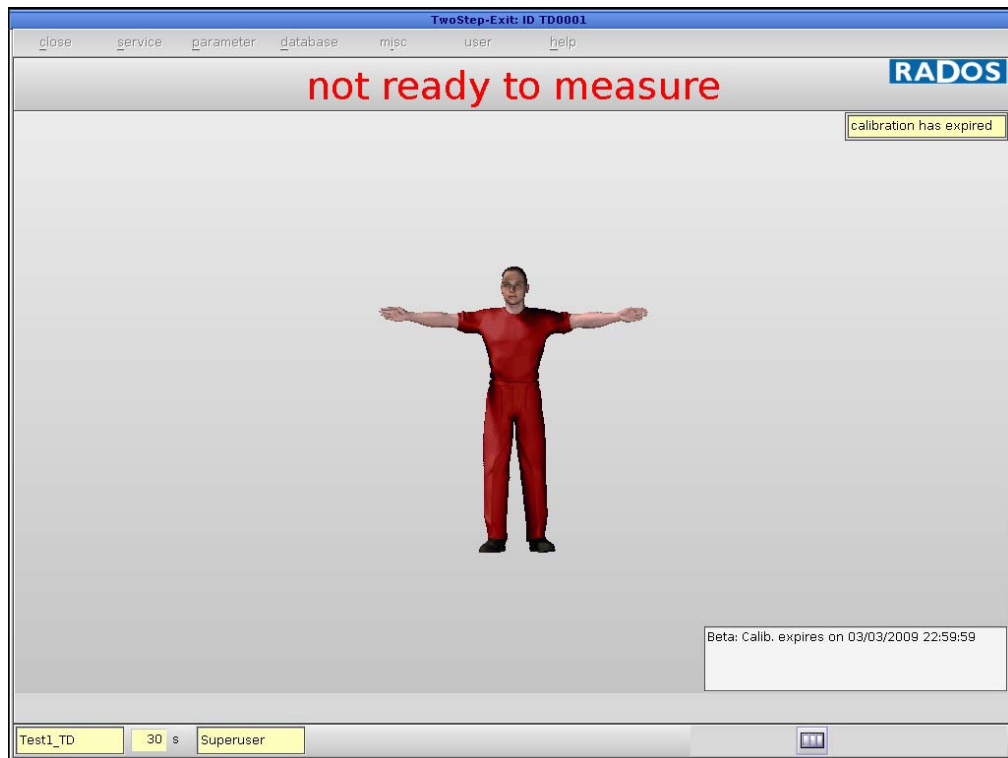 TwoStep-Exit: ID TD0001
close service parameter database misc user help
not ready to measure
RADOS
calibration has expired
Beta: Calib. expires on 03/03/2009 22:59:59
Test1_TD 30 s Superuser